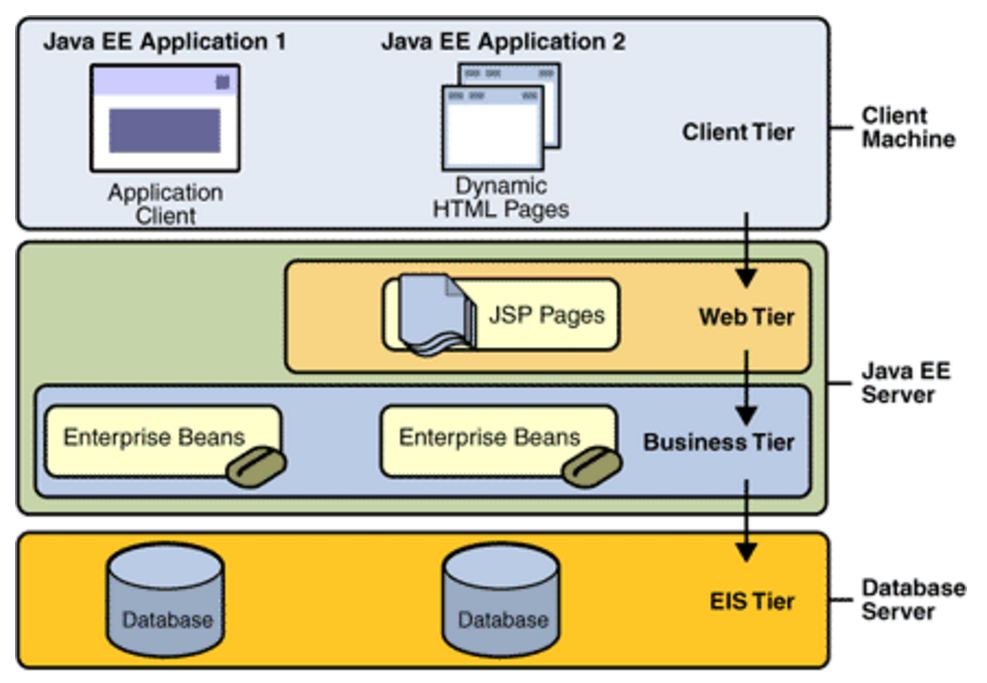 Java EE Application 1
Java EE Application 2
Application
Client
Dynamic
HTML Pages
Client Tier
Client
Machine
JSP Pages
Web Tier
Java EE
Server
Enterprise Beans
Enterprise Beans
Business Tier
Database
Database
EIS Tier
Database
Server